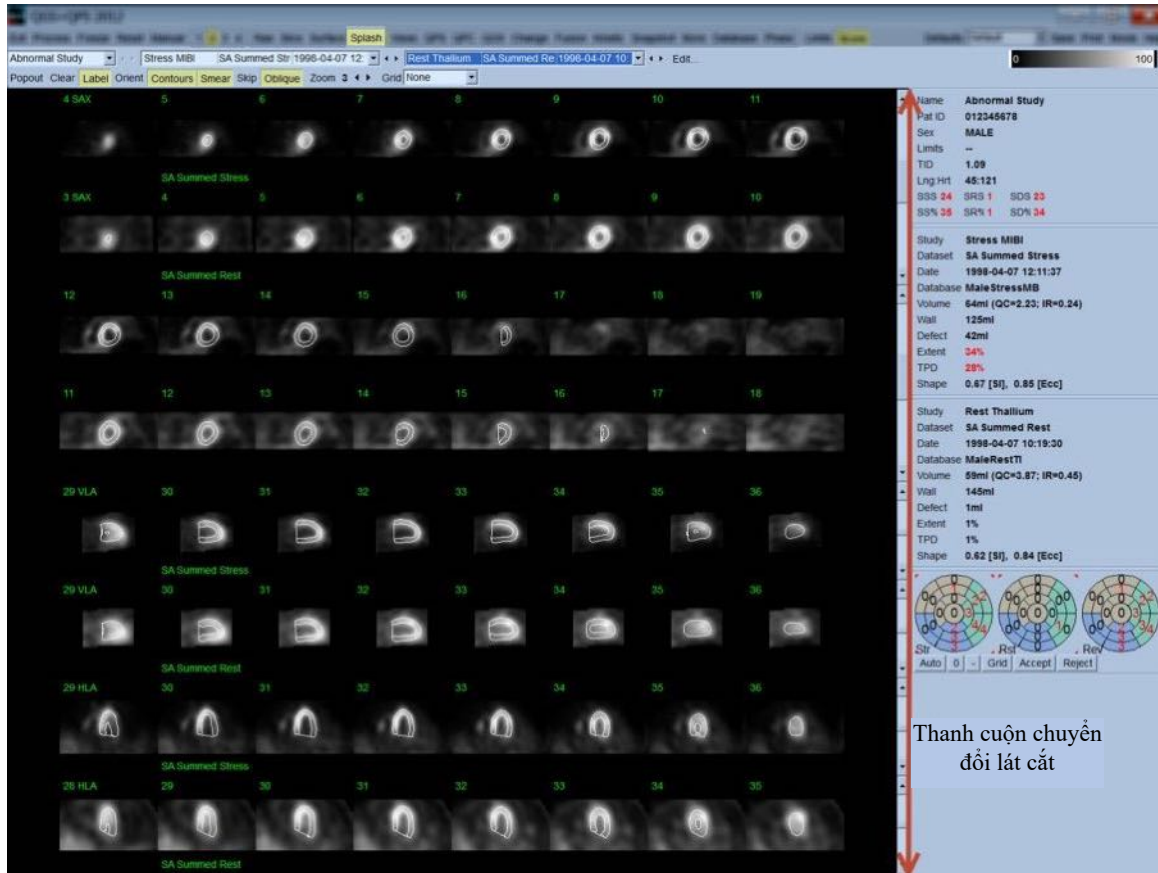 QGS+QPS 2012
Splash
Abnormal Study Stress MIBI SA Summed Str 1998-04-07 12: Rest Thallium SA Summed Re 1998-04-07 10: Edit...
0 100
Popout Clear Label Orient Contours Smear Skip Oblique Zoom 3 Grid None
4 SAX 5 6 7 8 9 10 11
SA Summed Stress
3 SAX 4 5 6 7 8 9 10
SA Summed Rest
12 13 14 15 16 17 18 19
11 12 13 14 15 16 17 18
29 VLA 30 31 32 33 34 35 36
SA Summed Stress
29 VLA 30 31 32 33 34 35 36
SA Summed Rest
29 HLA 30 31 32 33 34 35 36
SA Summed Stress
28 HLA 29 30 31 32 33 34 35
SA Summed Rest
Name Abnormal Study
Pat ID 012345678
Sex MALE
Limits --
TID 1.09
Lng:Hrt 45:121
SSS 24 SRS 1 SDS 23
SS% 35 SR% 1 SD% 34
Study Stress MIBI
Dataset SA Summed Stress
Date 1998-04-07 12:11:37
Database MaleStressMB
Volume 64ml (QC=2.23; IR=0.24)
Wall 125ml
Defect 42ml
Extent 34%
TPD 28%
Shape 0.67 [SI], 0.85 [Ecc]
Study Rest Thallium
Dataset SA Summed Rest
Date 1998-04-07 10:19:30
Database MaleRestTl
Volume 59ml (QC=3.87; IR=0.45)
Wall 145ml
Defect 1ml
Extent 1%
TPD 1%
Shape 0.62 [SI], 0.84 [Ecc]
Str Rst Rev
Auto 0 - Grid Accept Reject
Thanh cuộn chuyển
đổi lát cắt